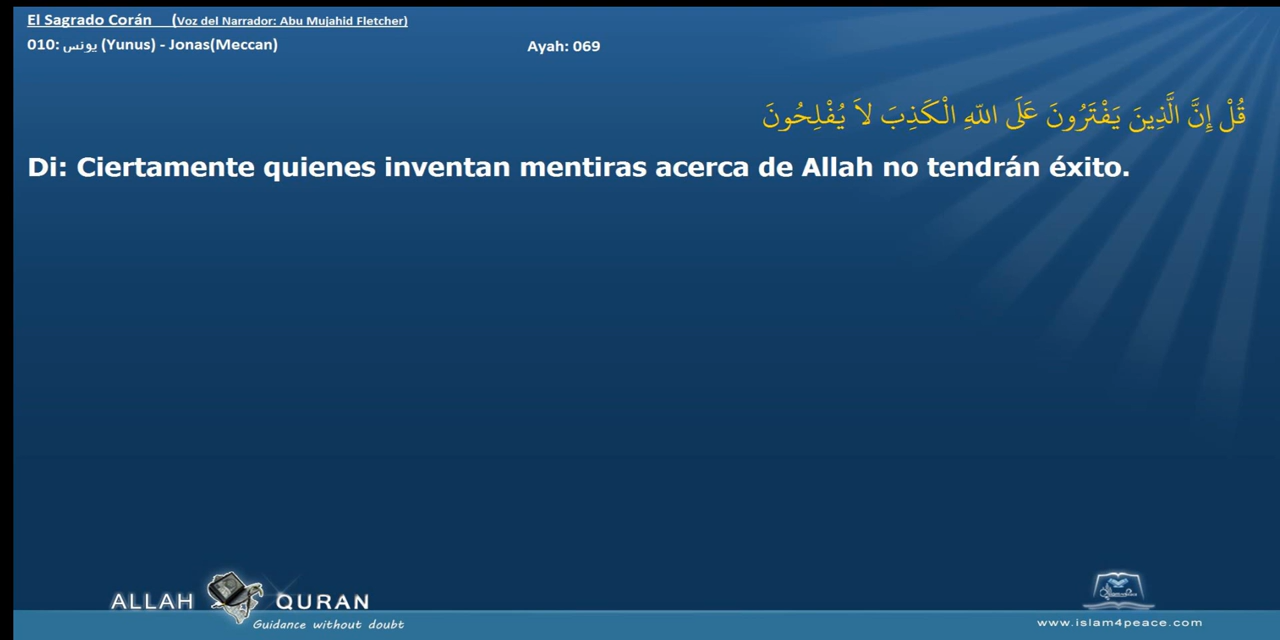 El Sagrado Corán (Voz del Narrador: Abu Mujahid Fletcher)
010: يونس (Yunus) - Jonas(Meccan)
Ayah: 069
قُلْ إِنَّ الَّذِينَ يَفْتَرُونَ عَلَى اللّهِ الْكَذِبَ لاَ يُفْلِحُونَ
Di: Ciertamente quienes inventan mentiras acerca de Allah no tendrán éxito.
ALLAH QURAN
Guidance without doubt
www.islam4peace.com